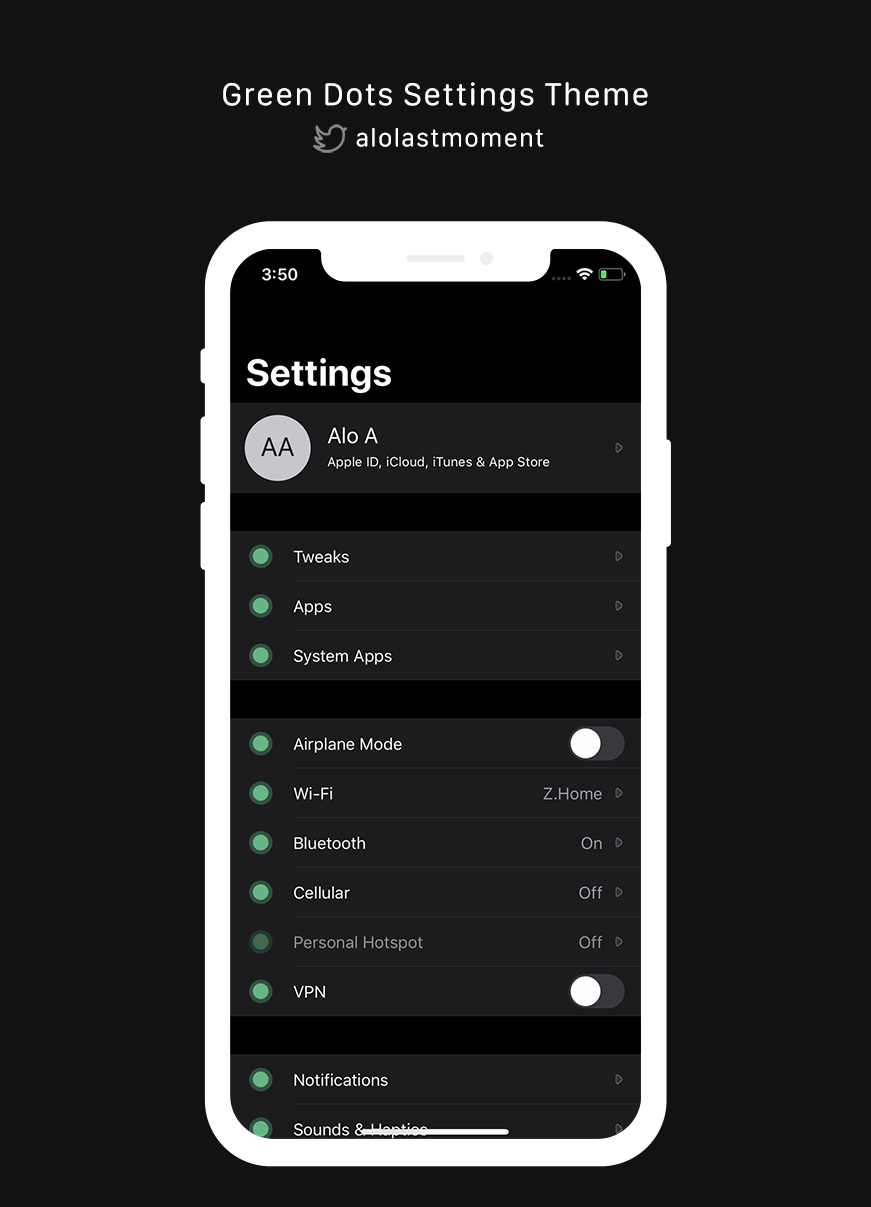 Green Dots Settings Theme
alolastmoment
3:50
Settings
AA
Alo A
Apple ID, iCloud, iTunes & App Store
Tweaks
Apps
System Apps
Airplane Mode
Wi-Fi Z.Home
Bluetooth On
Cellular Off
Personal Hotspot Off
VPN
Notifications
Sounds & Haptics